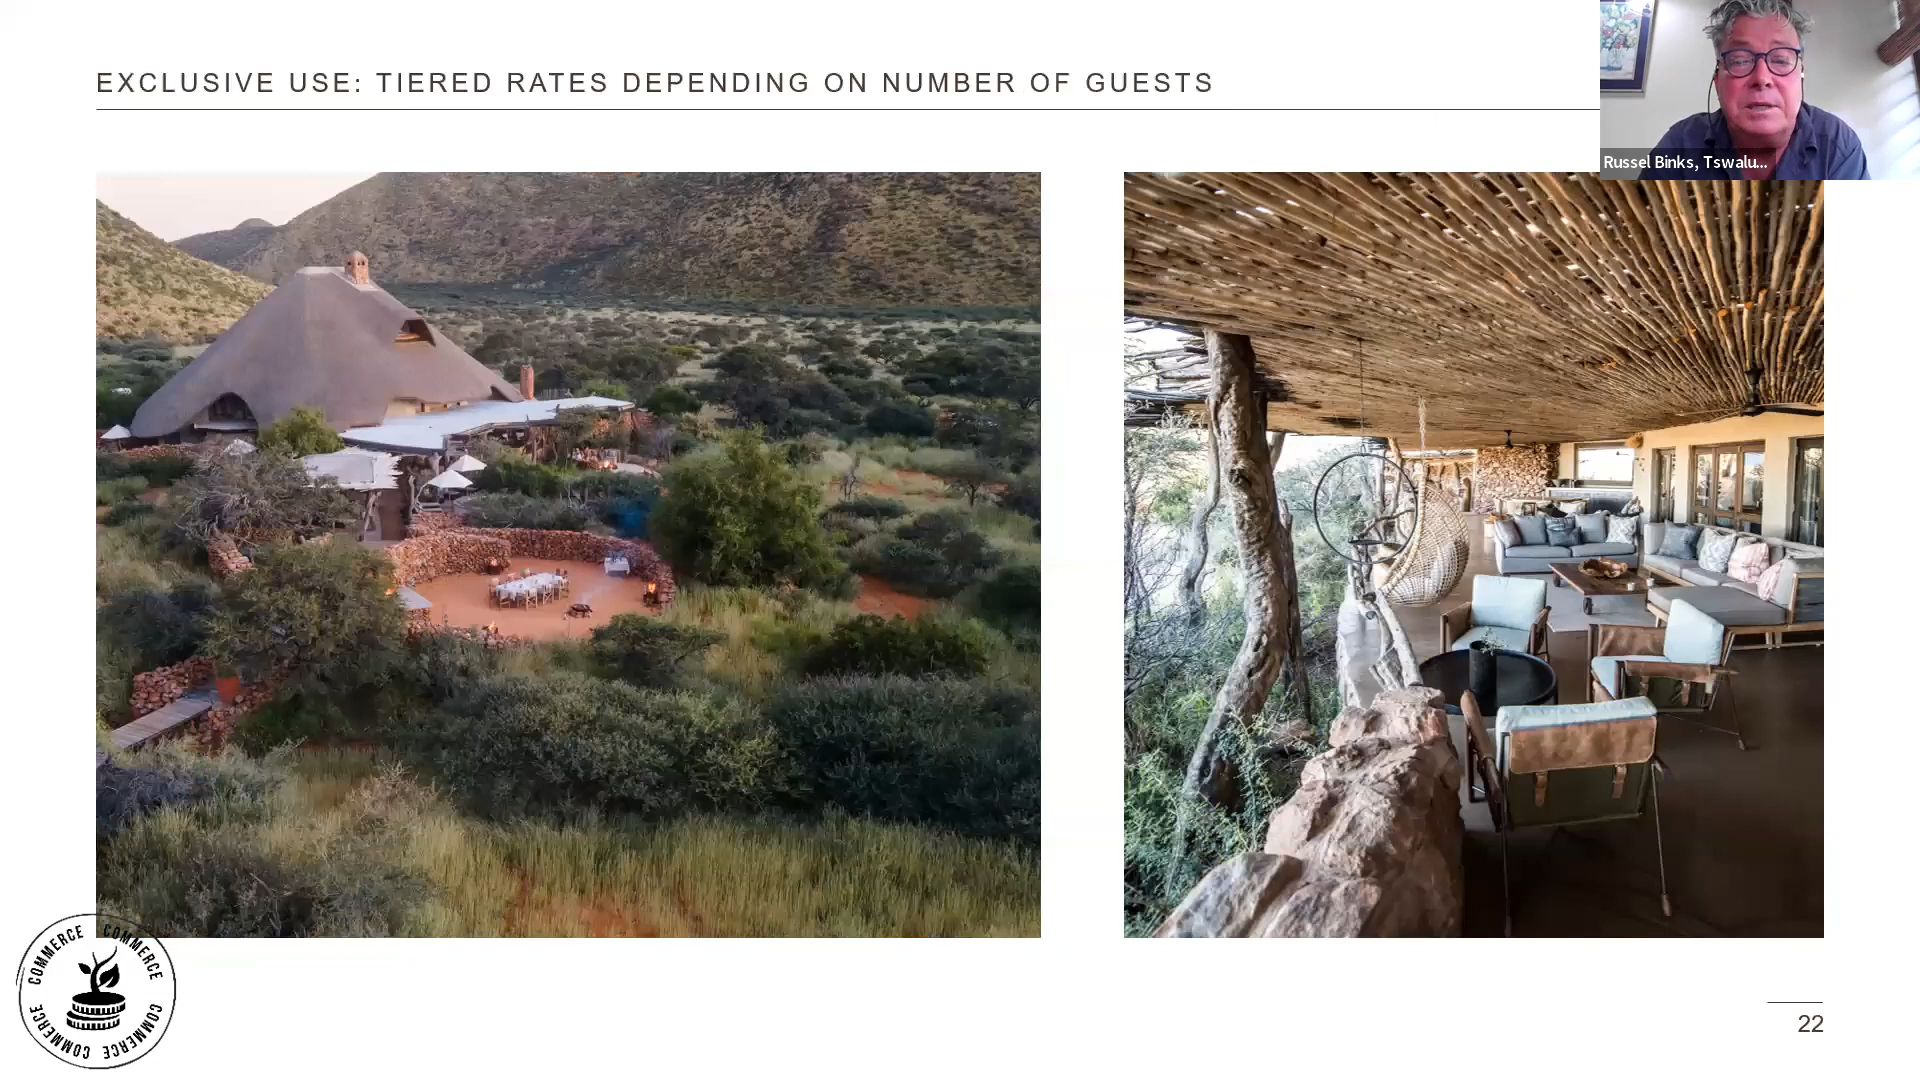 EXCLUSIVE USE: TIERED RATES DEPENDING ON NUMBER OF GUESTS
Russel Binks, Tswalu...
COMMERCE COMMERCE COMMERCE COMMERCE
22